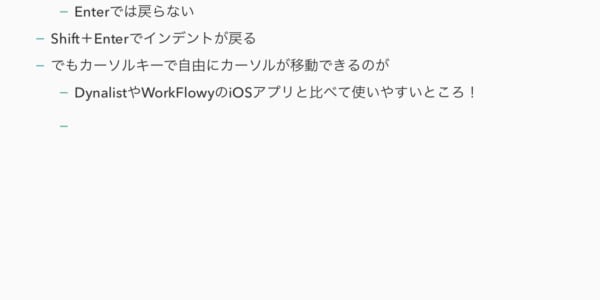 – Enterでは戻らない
– Shift＋Enterでインデントが戻る
– でもカーソルキーで自由にカーソルが移動できるのが
– DynalistやWorkFlowyのiOSアプリと比べて使いやすいところ！
–